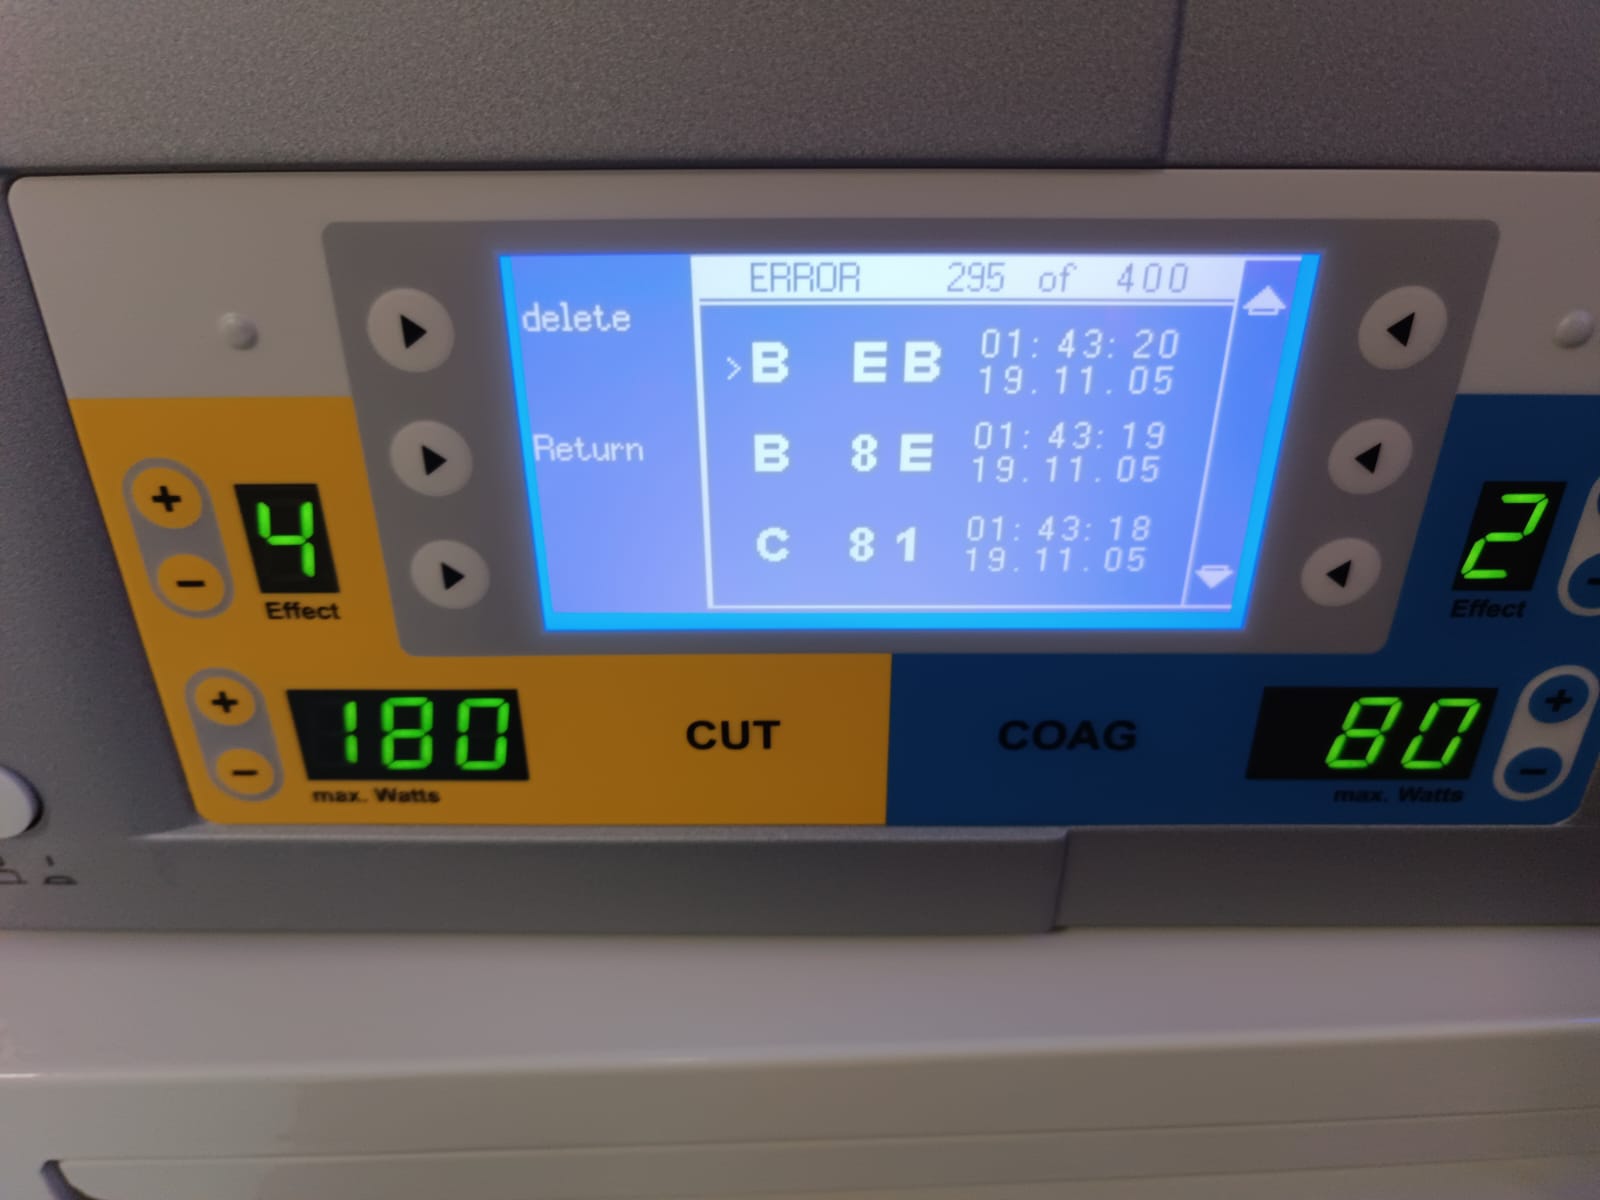 ERROR 295 of 400
delete
>B EB 01:43:20
19.11.05
Return
B 8E 01:43:19
19.11.05
C 81 01:43:18
19.11.05
+
-
4
Effect
2
Effect
-
+
-
180
max. Watts
CUT
COAG
80
max. Watts
+
-